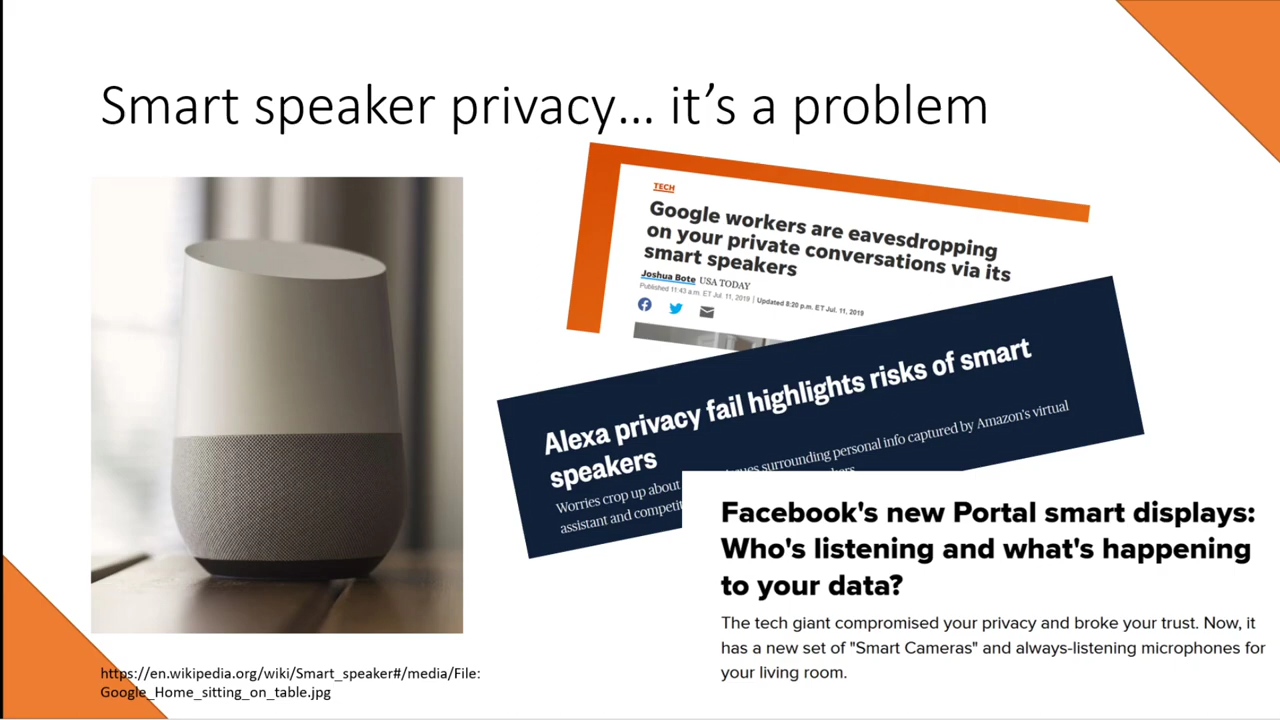 Smart speaker privacy... it's a problem
TECH
Google workers are eavesdropping
on your private conversations via its
smart speakers
Joshua Bote USA TODAY
Published 11:43 a.m. ET Jul. 11, 2019 | Updated 8:20 p.m. ET Jul. 11, 2019
Alexa privacy fail highlights risks of smart
speakers
Worries crop up about surrounding personal info captured by Amazon's virtual
assistant and
Facebook's new Portal smart displays:
Who's listening and what's happening
to your data?
The tech giant compromised your privacy and broke your trust. Now, it
has a new set of "Smart Cameras" and always-listening microphones for
your living room.
https://en.wikipedia.org/wiki/Smart_speaker#/media/File:
Google_Home_sitting_on_table.jpg